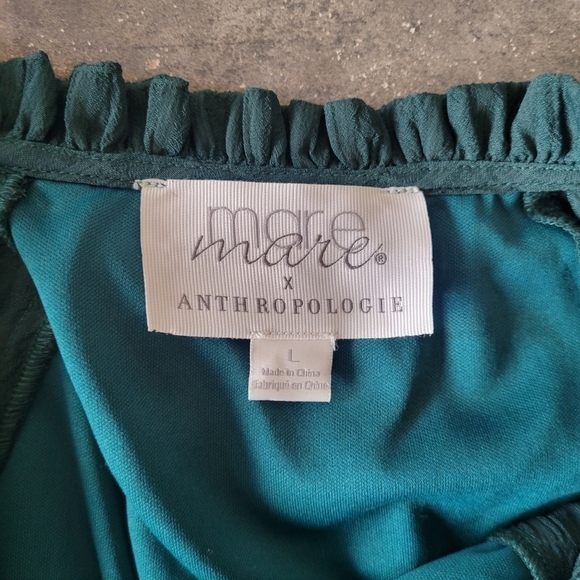 mare
mare®
X
ANTHROPOLOGIE
L
Made in China
fabriqué en Chine